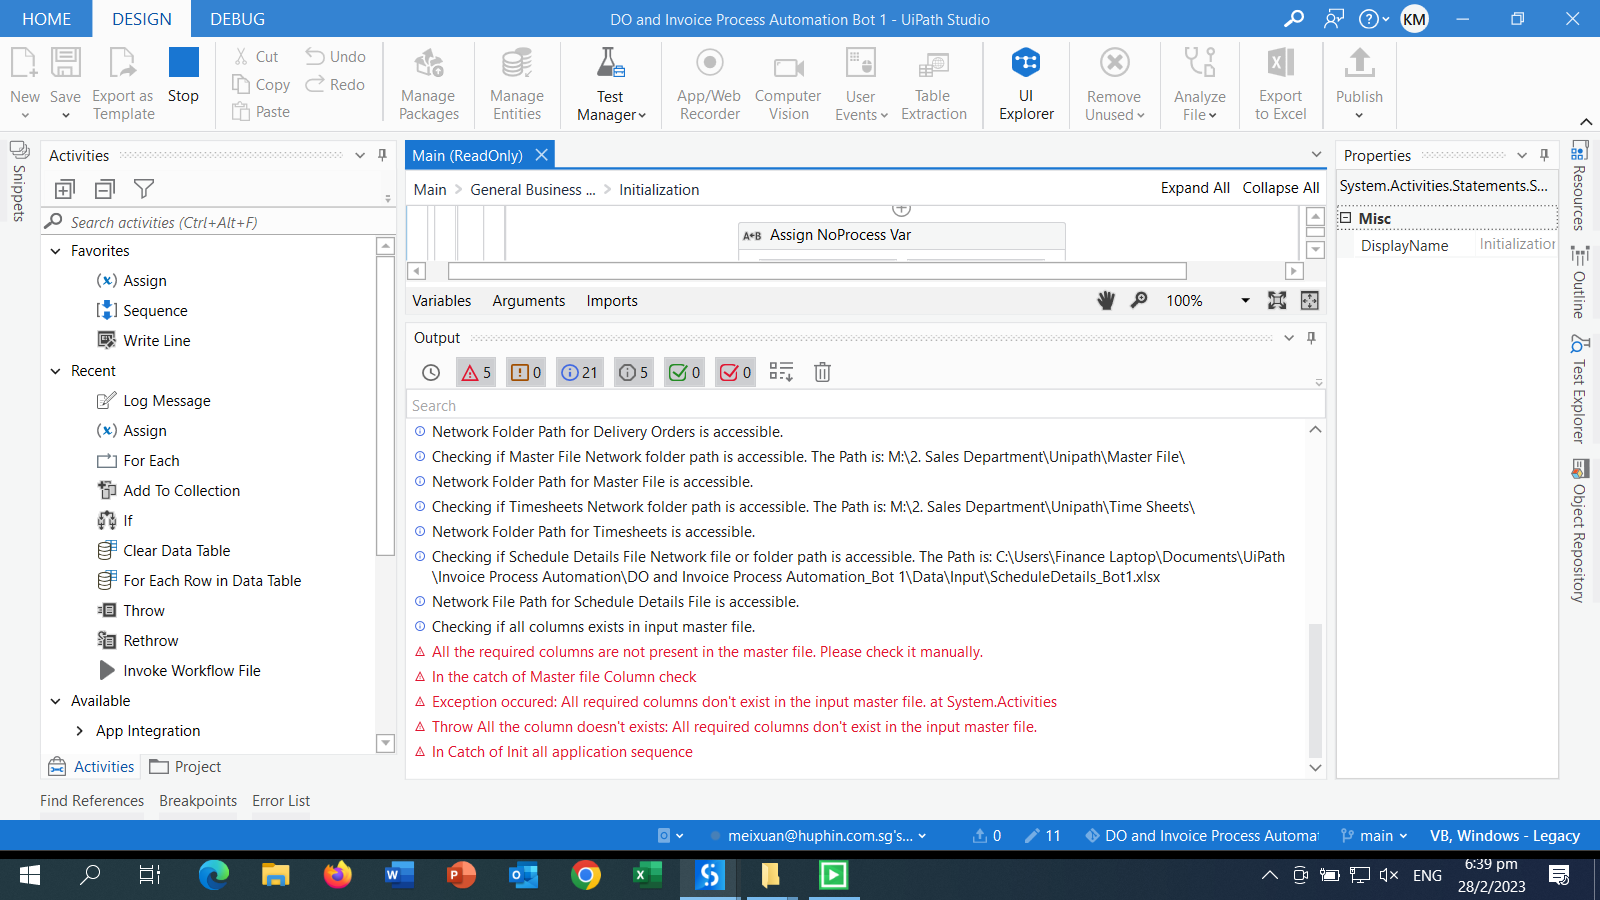 HOME DESIGN DEBUG DO and Invoice Process Automation Bot 1 - UiPath Studio KM
New Save Export as Template Stop
Cut Undo
Copy Redo
Paste
Manage Packages
Manage Entities
Test Manager
App/Web Recorder
Computer Vision
User Events
Table Extraction
UI Explorer
Remove Unused
Analyze File
Export to Excel
Publish
Snippets
Activities
Search activities (Ctrl+Alt+F)
Favorites
Assign
Sequence
Write Line
Recent
Log Message
Assign
For Each
Add To Collection
If
Clear Data Table
For Each Row in Data Table
Throw
Rethrow
Invoke Workflow File
Available
App Integration
Activities Project
Main (ReadOnly)
Main > General Business ... > Initialization Expand All Collapse All
A+B Assign NoProcess Var
Variables Arguments Imports 100%
Output
5 0 21 5 0 0
Search
Network Folder Path for Delivery Orders is accessible.
Checking if Master File Network folder path is accessible. The Path is: M:\2. Sales Department\Unipath\Master File\
Network Folder Path for Master File is accessible.
Checking if Timesheets Network folder path is accessible. The Path is: M:\2. Sales Department\Unipath\Time Sheets\
Network Folder Path for Timesheets is accessible.
Checking if Schedule Details File Network file or folder path is accessible. The Path is: C:\Users\Finance Laptop\Documents\UiPath
\Invoice Process Automation\DO and Invoice Process Automation_Bot 1\Data\Input\ScheduleDetails_Bot1.xlsx
Network File Path for Schedule Details File is accessible.
Checking if all columns exists in input master file.
All the required columns are not present in the master file. Please check it manually.
In the catch of Master file Column check
Exception occured: All required columns don't exist in the input master file. at System.Activities
Throw All the column doesn't exists: All required columns don't exist in the input master file.
In Catch of Init all application sequence
Properties
System.Activities.Statements.S...
Misc
DisplayName Initialization
Resources
Outline
Test Explorer
Object Repository
Find References Breakpoints Error List
meixuan@huphin.com.sg's... 0 11 DO and Invoice Process Automat main VB, Windows - Legacy
ENG 6:39 pm
28/2/2023